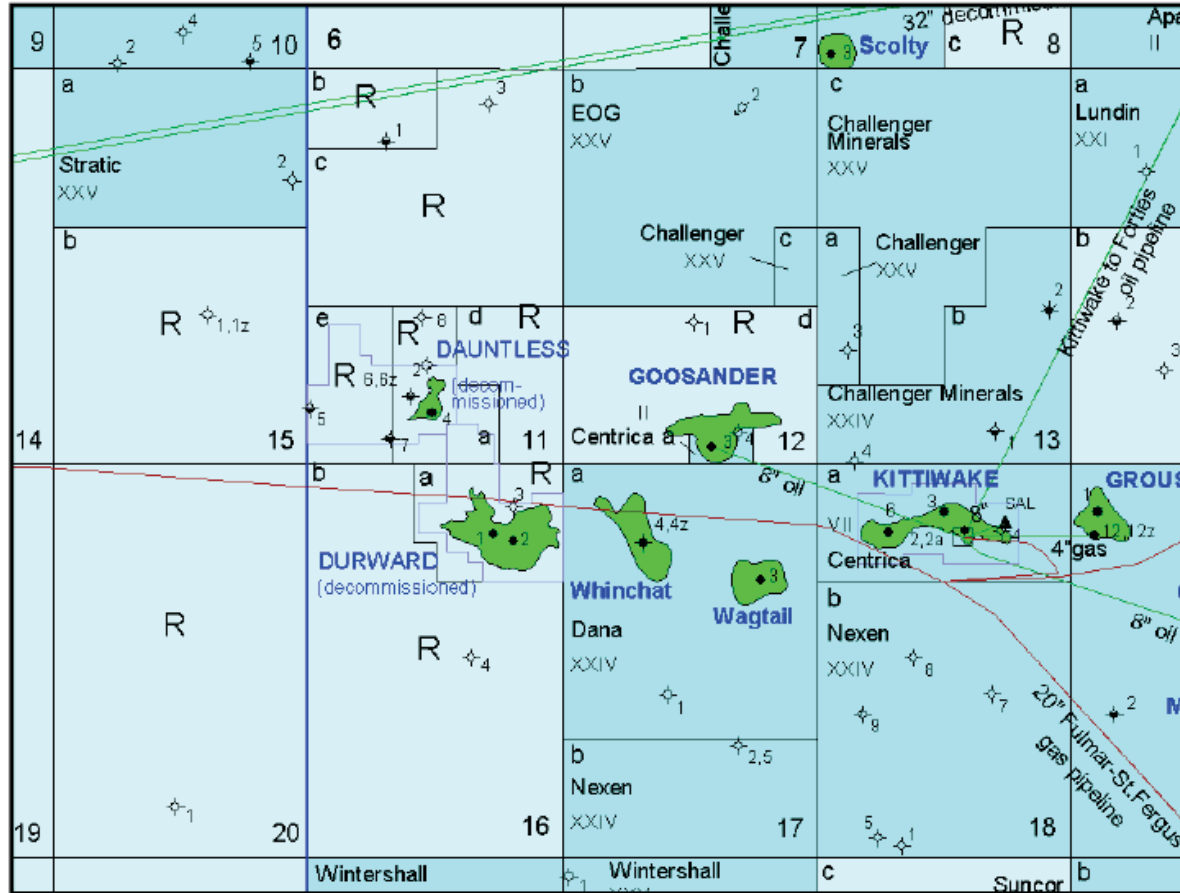 9
4
2
5
10
6
Challe
7
3
Scolty
32" decommiss
c
R
8
Apa
II
a
Stratic
XXV
2
b
R
1
3
c
R
b
EOG
XXV
2
c
Challenger
Minerals
XXV
a
Lundin
XXI
1
b
R
1,1z
Challenger
XXV
c
a
Challenger
XXV
b
2
b
Kittiwake to Forties
oil pipeline
3
3
e
R
8
d
R
DAUNTLESS
(decom-
missioned)
R
6,6z
2
4
5
7
a
11
1
R
d
GOOSANDER
II
Centrica a
3
4
12
3
Challenger Minerals
XXIV
4
1
13
14
15
b
a
R
3
1
2
DURWARD
(decommissioned)
R
4
a
4,4z
Whinchat
3
Wagtail
Dana
XXIV
1
8" oil
a
KITTIWAKE
VII
6
3
8"
SAL
2,2a
4
Centrica
GROUS
1
12,12z
4"gas
8" oil
b
Nexen
XXIV
8
7
9
2
M
20" Fulmar-St.Fergus
gas pipeline
R
1
19
20
16
b
Nexen
XXIV
2,5
17
5
1
18
Wintershall
1
Wintershall
c
Suncor
b